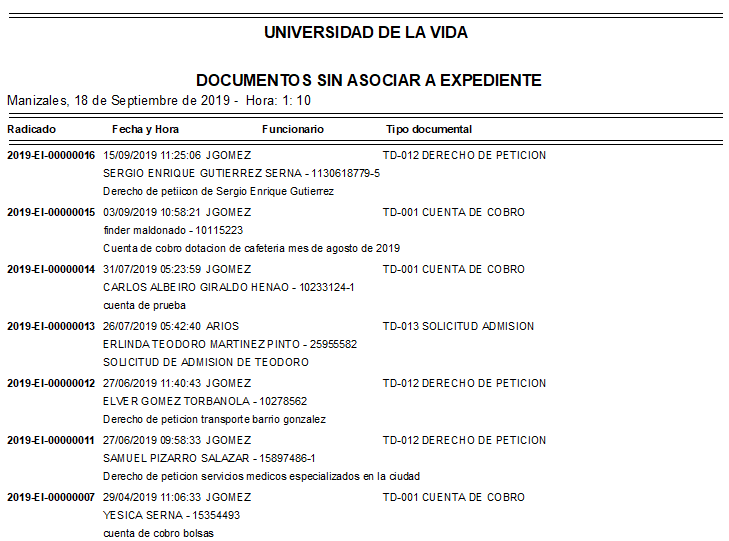 UNIVERSIDAD DE LA VIDA
DOCUMENTOS SIN ASOCIAR A EXPEDIENTE
Manizales, 18 de Septiembre de 2019 - Hora: 1: 10
Radicado Fecha y Hora Funcionario Tipo documental
2019-EI-00000016 15/09/2019 11:25:06 JGOMEZ TD-012 DERECHO DE PETICION
SERGIO ENRIQUE GUTIERREZ SERNA - 1130618779-5
Derecho de petiicon de Sergio Enrique Gutierrez
2019-EI-00000015 03/09/2019 10:58:21 JGOMEZ TD-001 CUENTA DE COBRO
finder maldonado - 10115223
Cuenta de cobro dotacion de cafeteria mes de agosto de 2019
2019-EI-00000014 31/07/2019 05:23:59 JGOMEZ TD-001 CUENTA DE COBRO
CARLOS ALBEIRO GIRALDO HENAO - 10233124-1
cuenta de prueba
2019-EI-00000013 26/07/2019 05:42:40 ARIOS TD-013 SOLICITUD ADMISION
ERLINDA TEODORO MARTINEZ PINTO - 25955582
SOLICITUD DE ADMISION DE TEODORO
2019-EI-00000012 27/06/2019 11:40:43 JGOMEZ TD-012 DERECHO DE PETICION
ELVER GOMEZ TORBANOLA - 10278562
Derecho de peticion transporte barrio gonzalez
2019-EI-00000011 27/06/2019 09:58:33 JGOMEZ TD-012 DERECHO DE PETICION
SAMUEL PIZARRO SALAZAR - 15897486-1
Derecho de peticion servicios medicos especializados en la ciudad
2019-EI-00000007 29/04/2019 11:06:33 JGOMEZ TD-001 CUENTA DE COBRO
YESICA SERNA - 15354493
cuenta de cobro bolsas